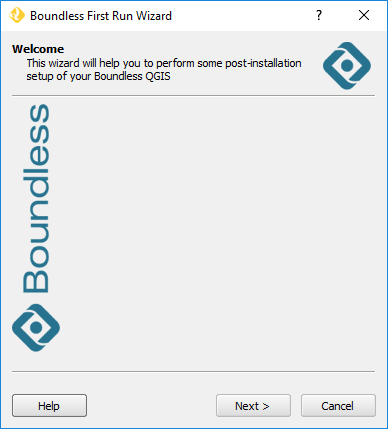 Boundless First Run Wizard
Welcome
This wizard will help you to perform some post-installation
setup of your Boundless QGIS
Boundless
Help
Next >
Cancel